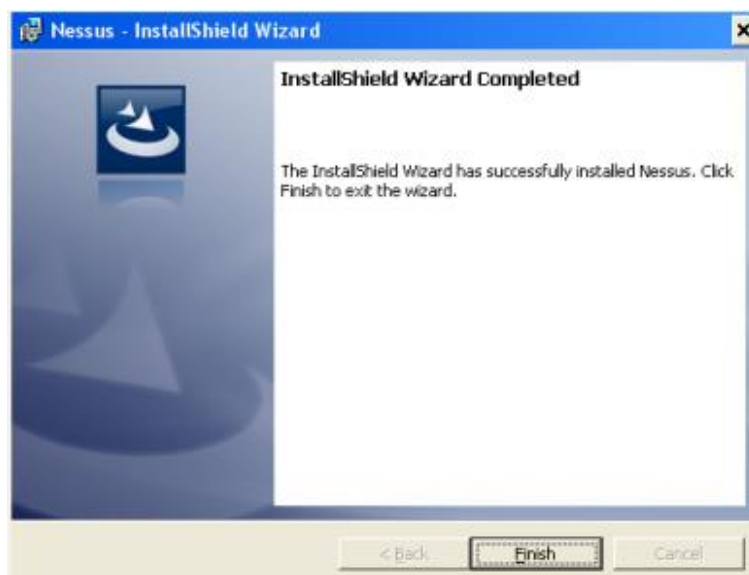 Nessus - InstallShield Wizard
InstallShield Wizard Completed
The InstallShield Wizard has successfully installed Nessus. Click
Finish to exit the wizard.
< Back
Finish
Cancel